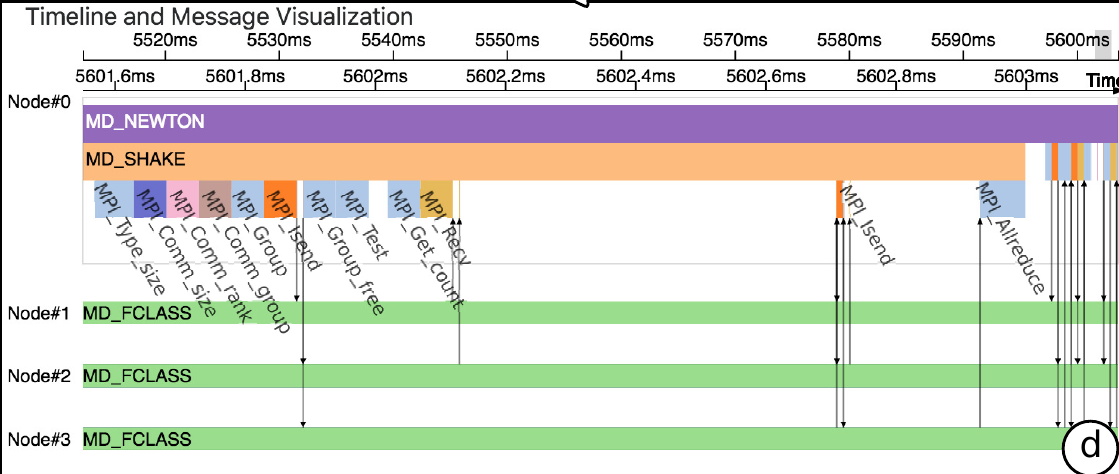 Timeline and Message Visualization
5520ms 5530ms 5540ms 5550ms 5560ms 5570ms 5580ms 5590ms 5600ms
5601.6ms 5601.8ms 5602ms 5602.2ms 5602.4ms 5602.6ms 5602.8ms 5603ms Time
Node#0
MD_NEWTON
MD_SHAKE
MPI_Type_size
MPI_Comm_size
MPI_Comm_rank
MPI_Comm_group
MPI_Group
MPI_Isend
MPI_Group_free
MPI_Test
MPI_Get_count
MPI_Recv
MPI_Isend
MPI_Allreduce
Node#1 MD_FCLASS
Node#2 MD_FCLASS
Node#3 MD_FCLASS
d